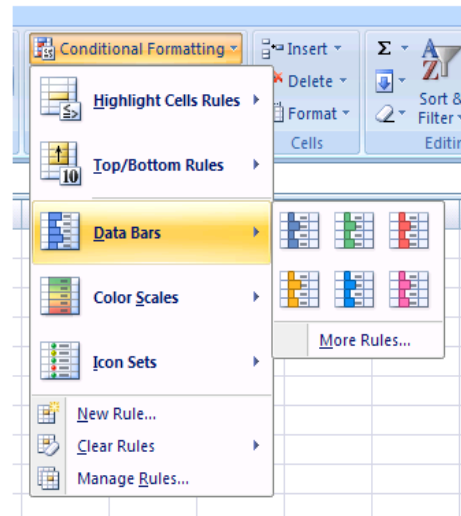 Conditional Formatting
Insert
Σ
A
Z
Delete
Sort &
Format
Filter
Cells
Highlight Cells Rules
≤
Top/Bottom Rules
10
Data Bars
More Rules...
Color Scales
Icon Sets
New Rule...
Clear Rules
Manage Rules...